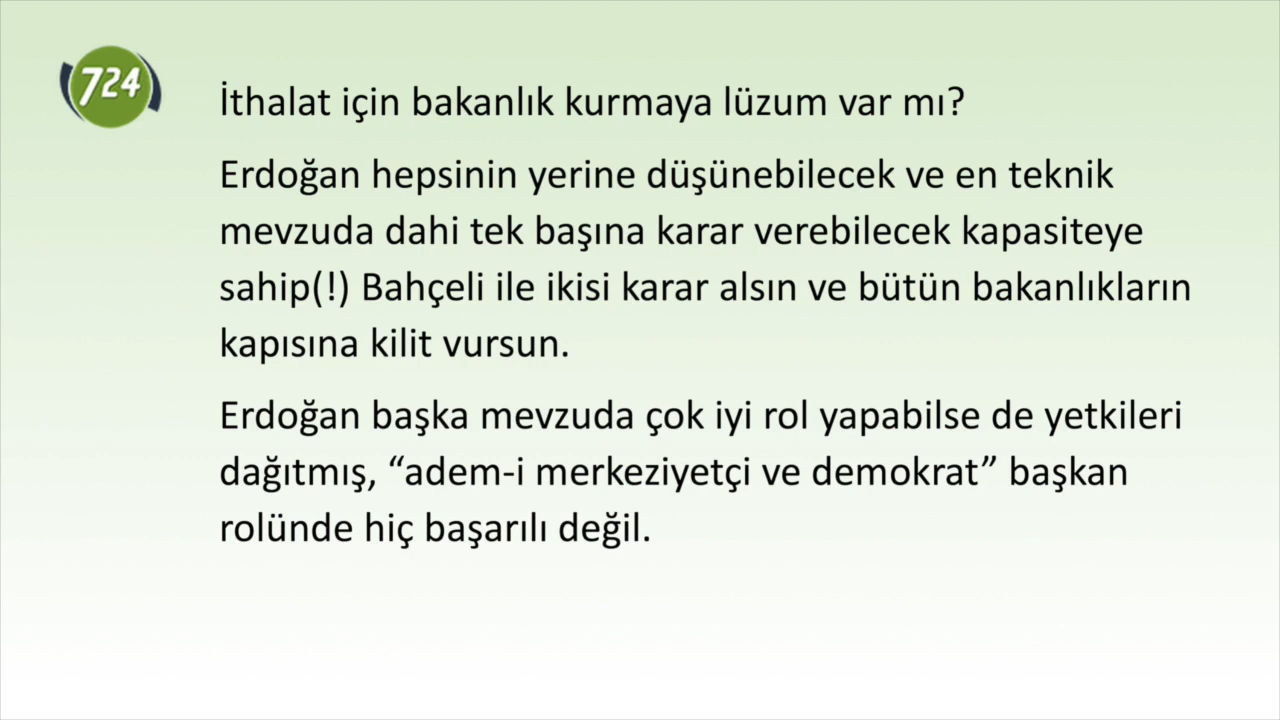 724
İthalat için bakanlık kurmaya lüzum var mı?
Erdoğan hepsinin yerine düşünebilecek ve en teknik
mevzuda dahi tek başına karar verebilecek kapasiteye
sahip(!) Bahçeli ile ikisi karar alsın ve bütün bakanlıkların
kapısına kilit vursun.
Erdoğan başka mevzuda çok iyi rol yapabilse de yetkileri
dağıtmış, “adem-i merkeziyetçi ve demokrat” başkan
rolünde hiç başarılı değil.